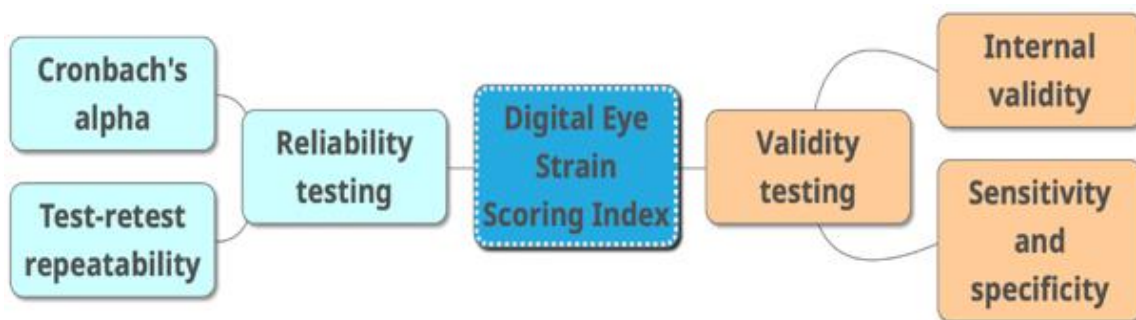 Cronbach's
alpha
Test-retest
repeatability
Reliability
testing
Digital Eye
Strain
Scoring Index
Validity
testing
Internal
validity
Sensitivity
and
specificity